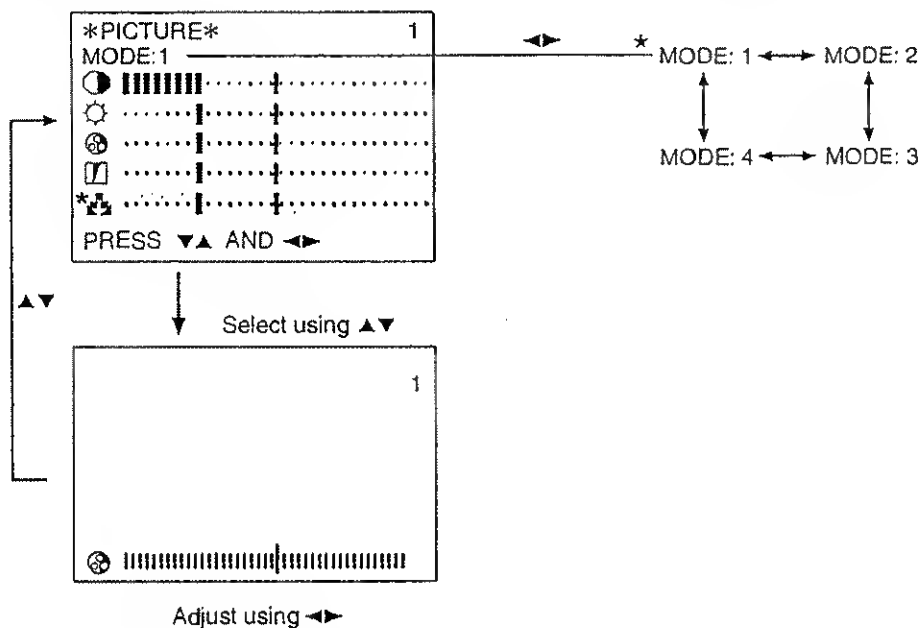 *PICTURE* 1
MODE:1
PRESS ▼▲ AND ◄►
◄►
* MODE: 1 ↔ MODE: 2
MODE: 4 ↔ MODE: 3
▲▼
Select using ▲▼
1
Adjust using ◄►